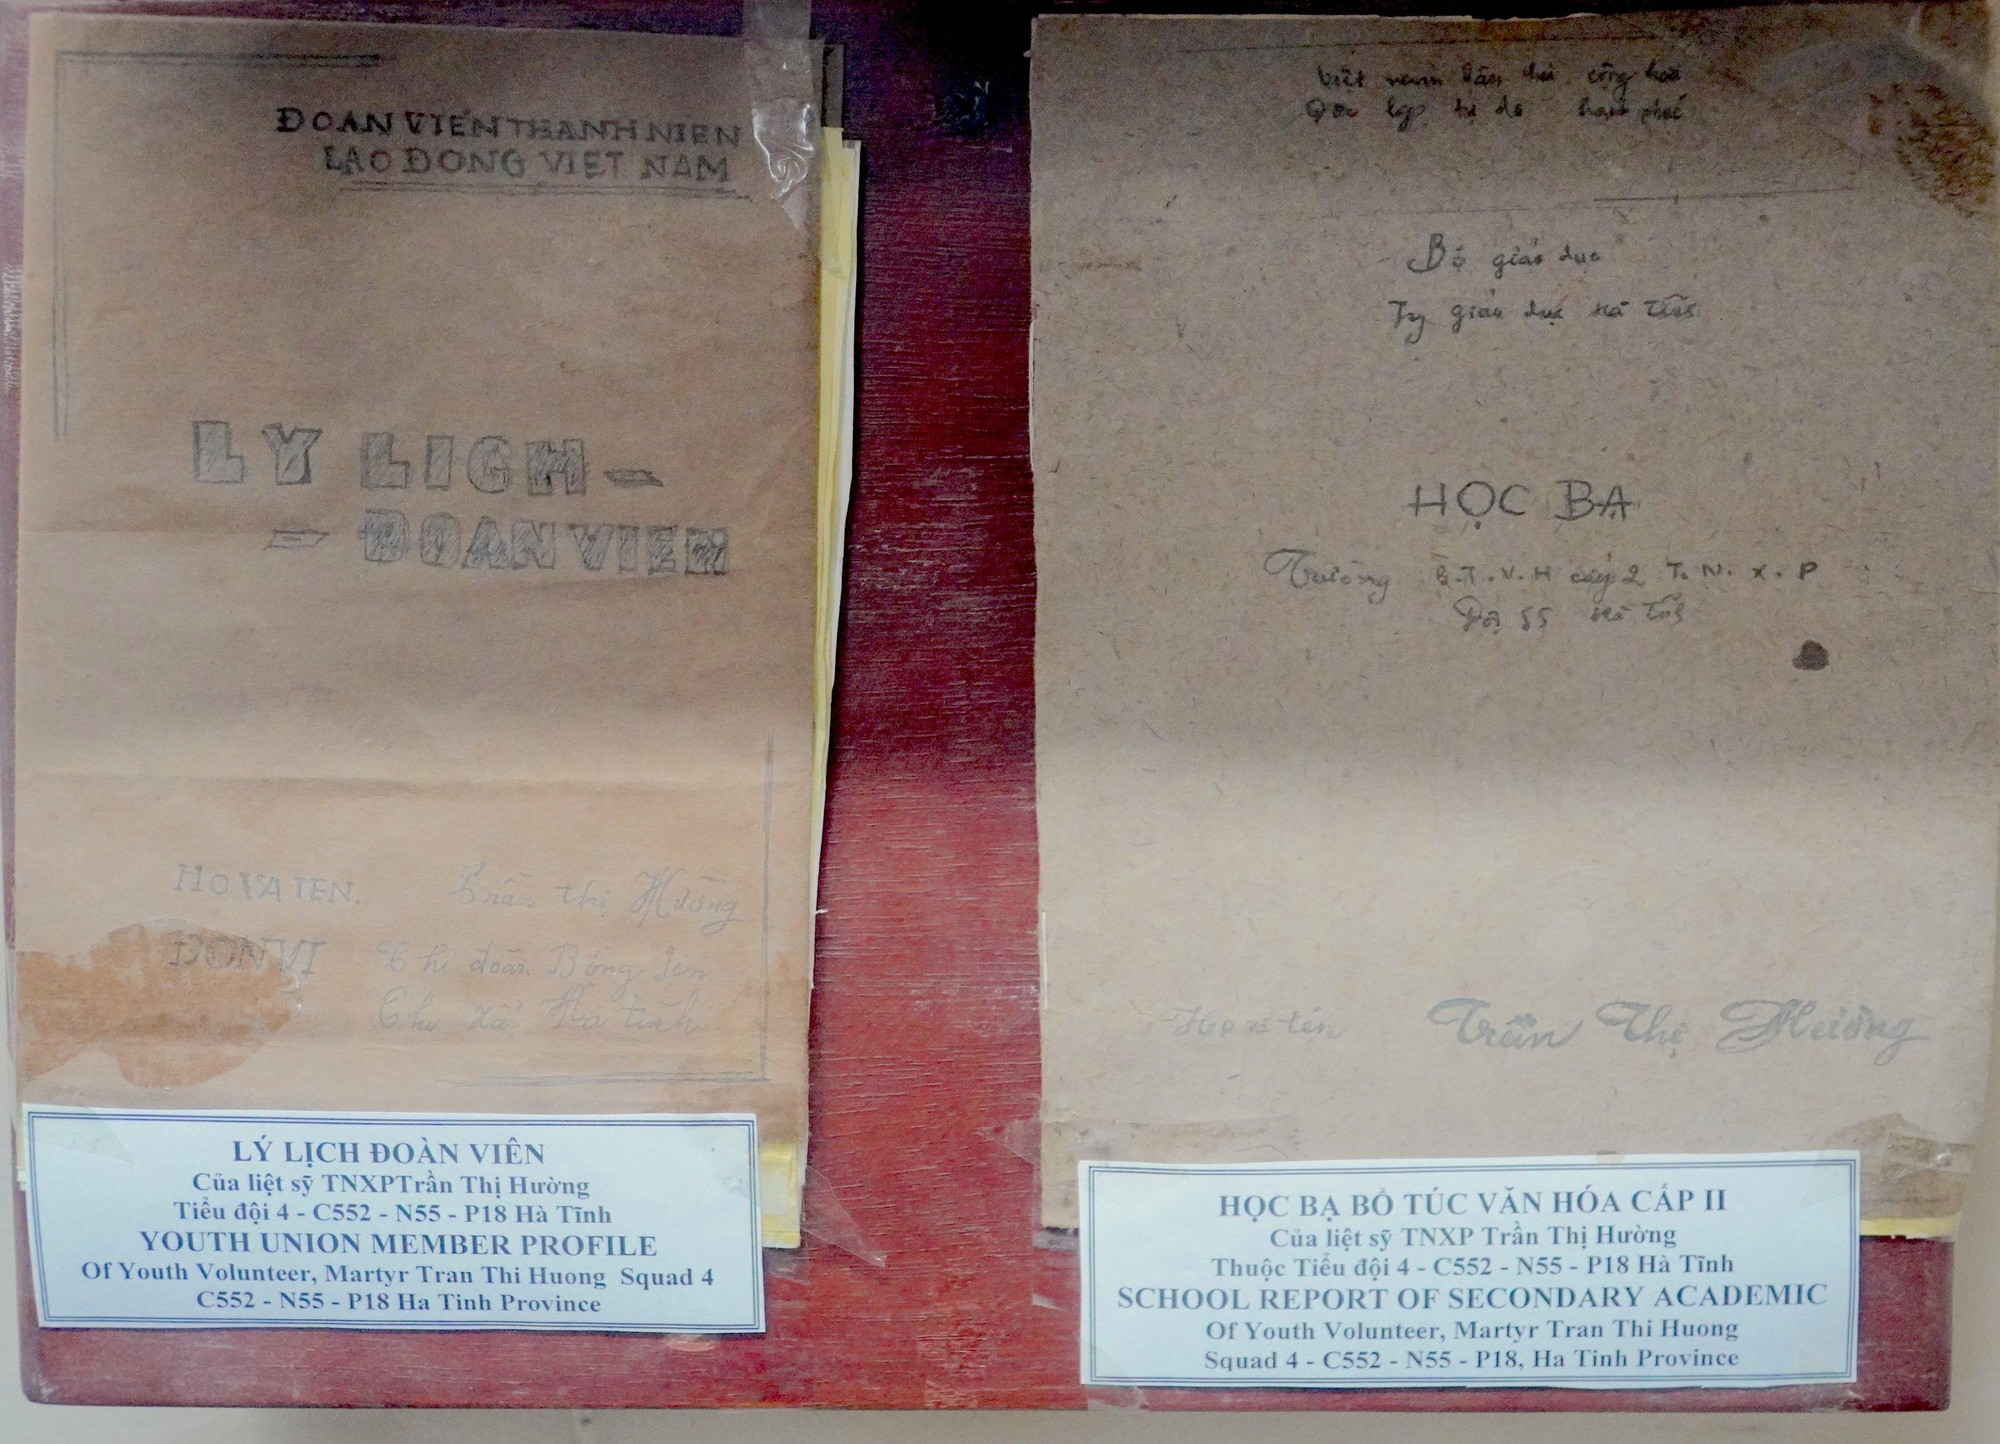 ĐOAN VIÊN THANH NIEN
LAO ĐONG VIET NAM
LY LICH -
- ĐOAN VIEN
HO VA TEN. Trần thị Hường
ĐON VI Chi đoàn Bông Sen
Thị xã Hà tĩnh
LÝ LỊCH ĐOÀN VIÊN
Của liệt sỹ TNXPTrần Thị Hường
Tiểu đội 4 - C552 - N55 - P18 Hà Tĩnh
YOUTH UNION MEMBER PROFILE
Of Youth Volunteer, Martyr Tran Thi Huong Squad 4
C552 - N55 - P18 Ha Tinh Province
Việt nam dân chủ cộng hoà
Độc lập tự do hạnh phúc
Bộ giáo dục
Ty giáo dục Hà Tĩnh
HỌC BẠ
Trường B.T.V.H cấp 2 T.N.X.P
Đội 55 Hà Tĩnh
Họ và tên Trần Thị Hường
HỌC BẠ BỔ TÚC VĂN HÓA CẤP II
Của liệt sỹ TNXP Trần Thị Hường
Thuộc Tiểu đội 4 - C552 - N55 - P18 Hà Tĩnh
SCHOOL REPORT OF SECONDARY ACADEMIC
Of Youth Volunteer, Martyr Tran Thi Huong
Squad 4 - C552 - N55 - P18, Ha Tinh Province